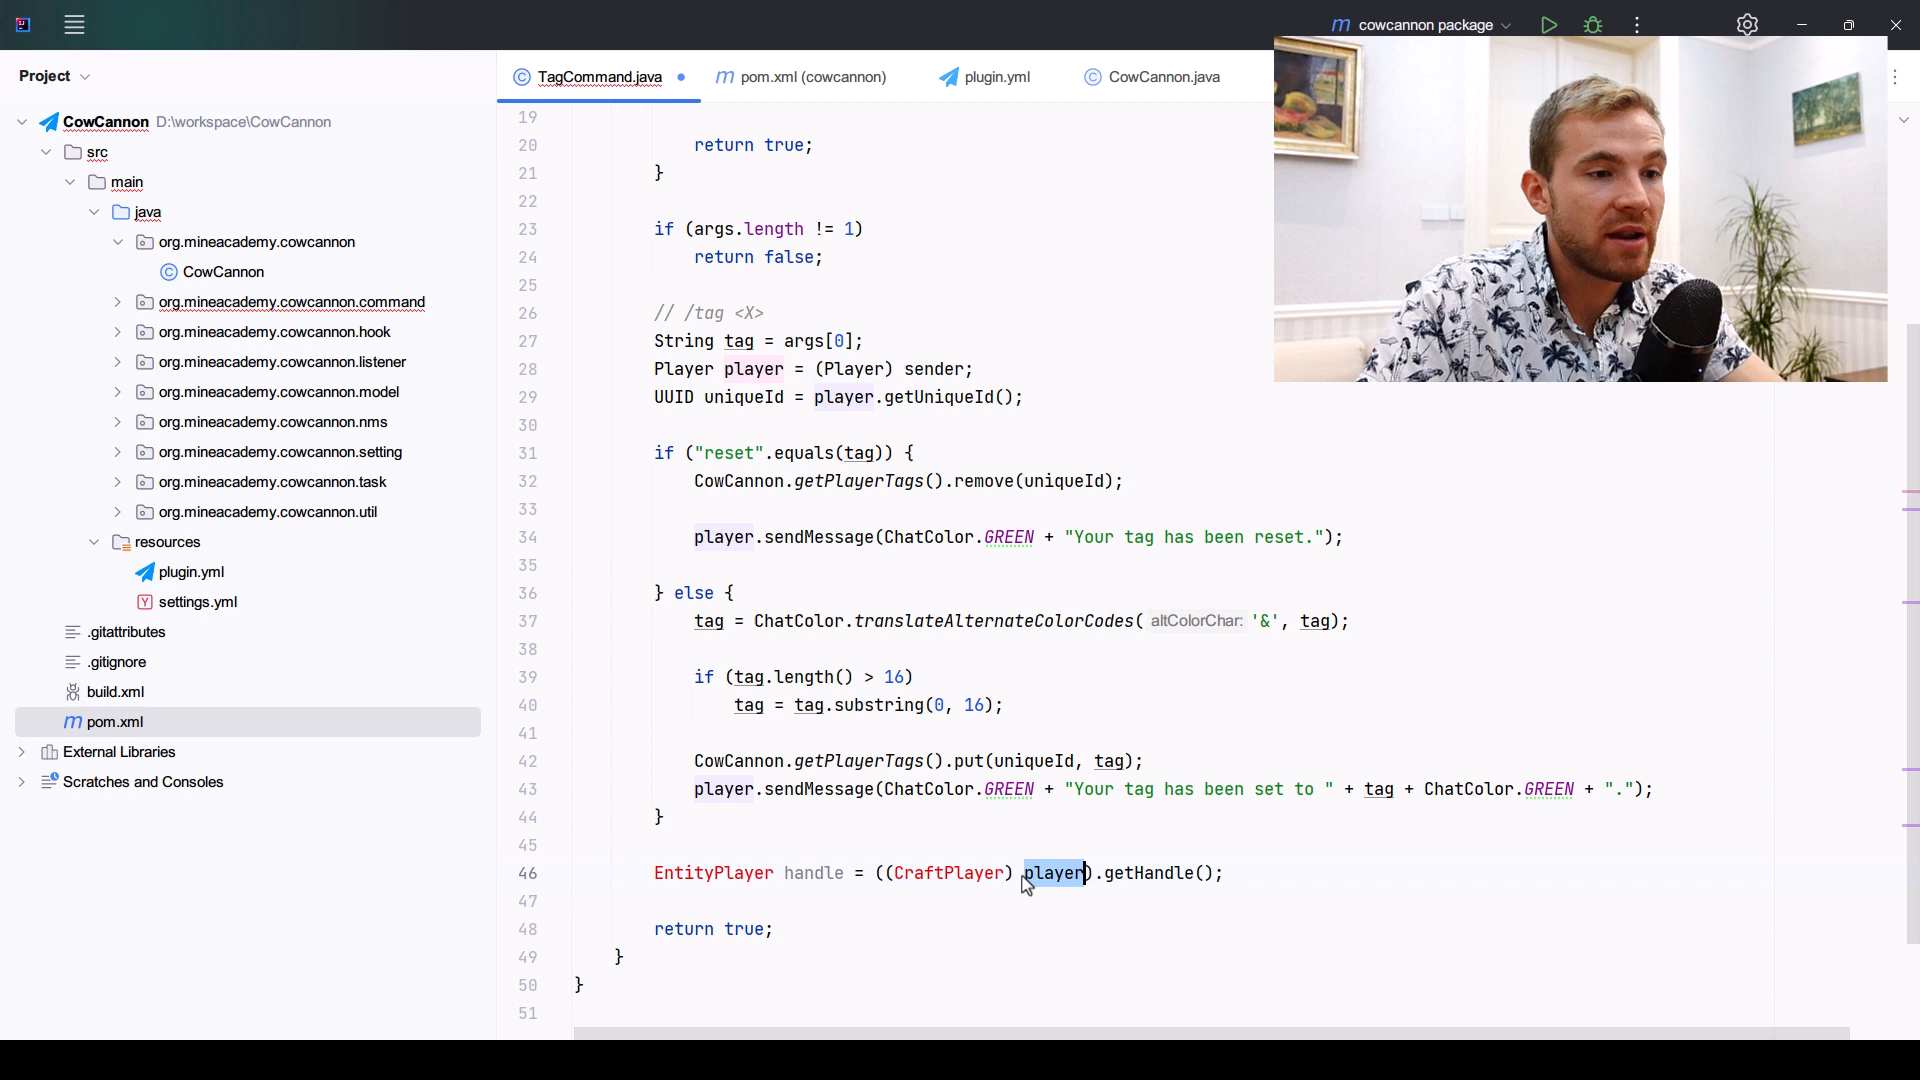 cowcannon package
Project
TagCommand.java
pom.xml (cowcannon)
plugin.yml
CowCannon.java
CowCannon D:\workspace\CowCannon
src
main
java
org.mineacademy.cowcannon
CowCannon
org.mineacademy.cowcannon.command
org.mineacademy.cowcannon.hook
org.mineacademy.cowcannon.listener
org.mineacademy.cowcannon.model
org.mineacademy.cowcannon.nms
org.mineacademy.cowcannon.setting
org.mineacademy.cowcannon.task
org.mineacademy.cowcannon.util
resources
plugin.yml
settings.yml
.gitattributes
.gitignore
build.xml
pom.xml
External Libraries
Scratches and Consoles
19
20 return true;
21 }
22
23 if (args.length != 1)
24 return false;
25
26 // /tag <X>
27 String tag = args[0];
28 Player player = (Player) sender;
29 UUID uniqueId = player.getUniqueId();
30
31 if ("reset".equals(tag)) {
32 CowCannon.getPlayerTags().remove(uniqueId);
33
34 player.sendMessage(ChatColor.GREEN + "Your tag has been reset.");
35
36 } else {
37 tag = ChatColor.translateAlternateColorCodes( altColorChar: '&', tag);
38
39 if (tag.length() > 16)
40 tag = tag.substring(0, 16);
41
42 CowCannon.getPlayerTags().put(uniqueId, tag);
43 player.sendMessage(ChatColor.GREEN + "Your tag has been set to " + tag + ChatColor.GREEN + ".");
44 }
45
46 EntityPlayer handle = ((CraftPlayer) player).getHandle();
47
48 return true;
49 }
50 }
51